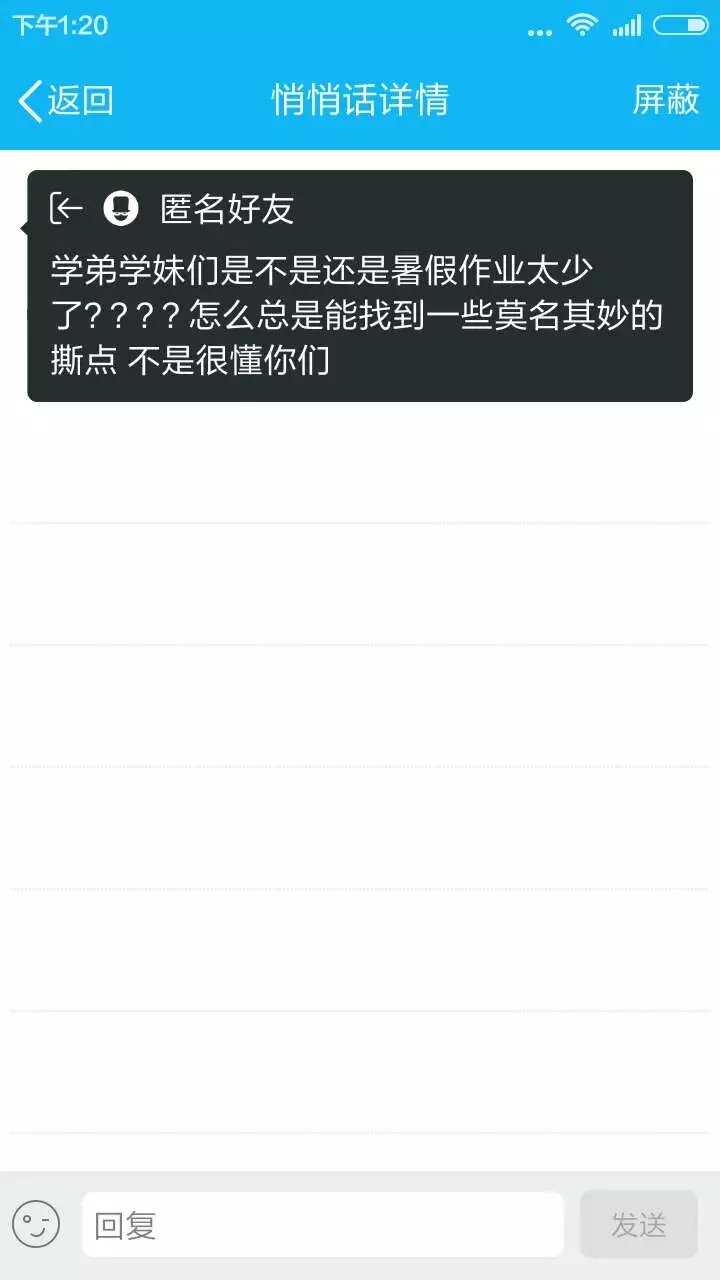 下午1:20
返回
悄悄话详情
屏蔽
匿名好友
学弟学妹们是不是还是暑假作业太少
了????怎么总是能找到一些莫名其妙的
撕点 不是很懂你们
回复
发送